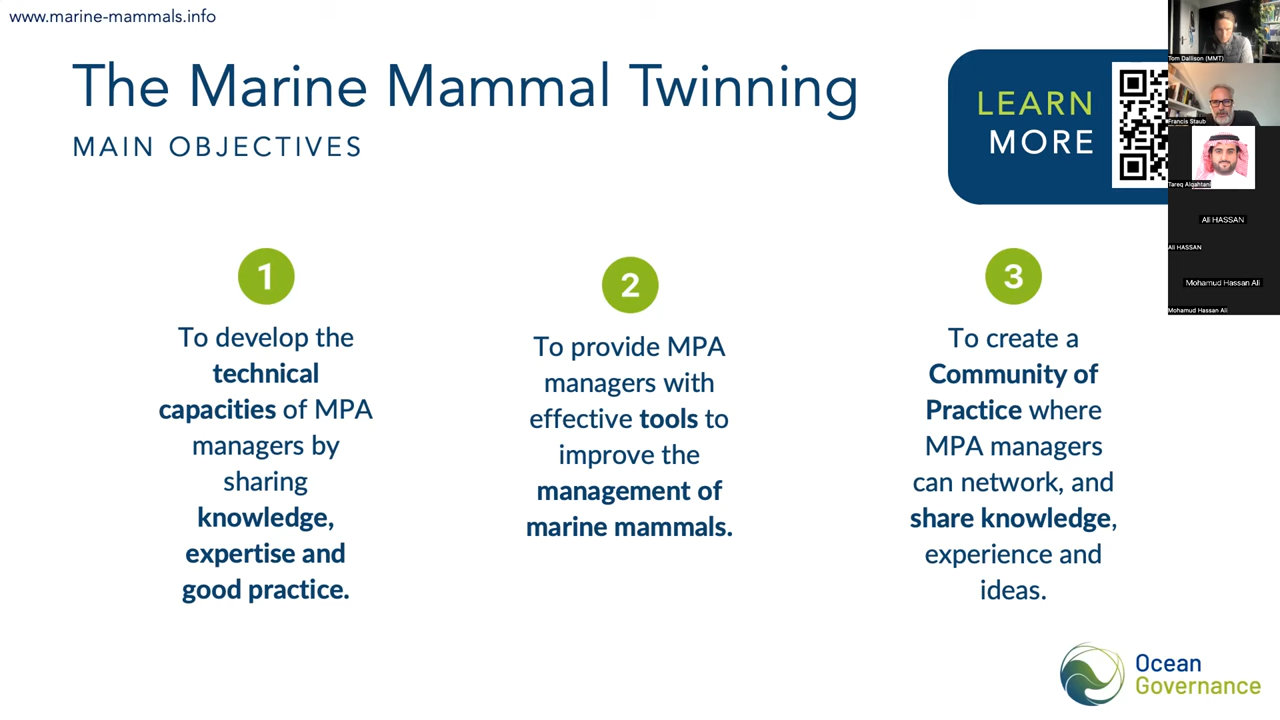 www.marine-mammals.info
The Marine Mammal Twinning
MAIN OBJECTIVES
LEARN
MORE
1
To develop the
technical
capacities of MPA
managers by
sharing
knowledge,
expertise and
good practice.
2
To provide MPA
managers with
effective tools to
improve the
management of
marine mammals.
3
To create a
Community of
Practice where
MPA managers
can network, and
share knowledge,
experience and
ideas.
Tom Dallison (MMT)
Francis Staub
Tareq Alqahtani
Ali HASSAN
Ali HASSAN
Mohamud Hassan Ali
Mohamud Hassan Ali
Ocean
Governance